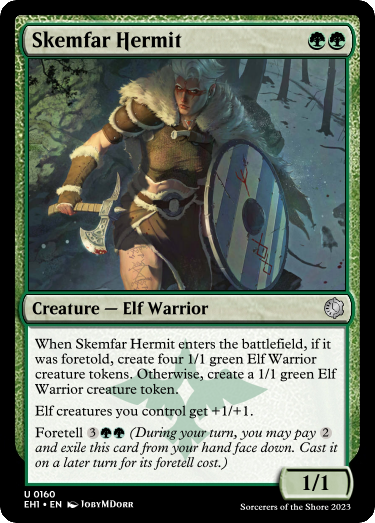 Skemfar Hermit
Creature — Elf Warrior
When Skemfar Hermit enters the battlefield, if it
was foretold, create four 1/1 green Elf Warrior
creature tokens. Otherwise, create a 1/1 green Elf
Warrior creature token.
Elf creatures you control get +1/+1.
Foretell 3 (During your turn, you may pay 2
and exile this card from your hand face down. Cast it
on a later turn for its foretell cost.)
1/1
U 0160
EH1 • EN JobyMDorr
Sorcerers of the Shore 2023